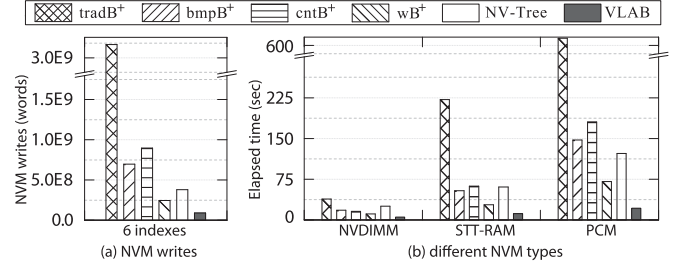 tradB+ bmpB+ cntB+ wB+ NV-Tree VLAB
NVM writes (words)
3.0E9
1.5E9
1.0E9
5.0E8
0.0
6 indexes
(a) NVM writes
Elapsed time (sec)
600
225
150
75
0
NVDIMM STT-RAM PCM
(b) different NVM types